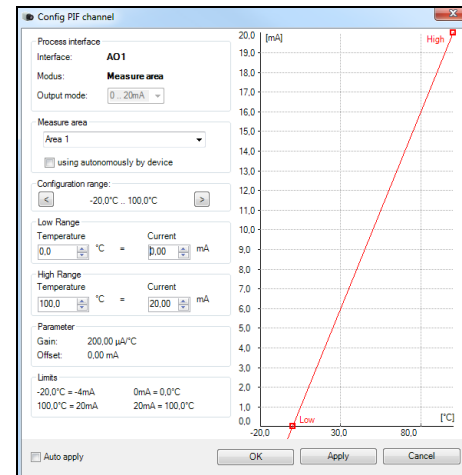 Config PIF channel
Process interface
Interface: AO1
Modus: Measure area
Output mode: 0 .. 20mA
Measure area
Area 1
using autonomously by device
Configuration range:
< -20,0°C .. 100,0°C >
Low Range
Temperature Current
0,0 °C = 0,00 mA
High Range
Temperature Current
100,0 °C = 20,00 mA
Parameter
Gain: 200,00 µA/°C
Offset: 0,00 mA
Limits
-20,0°C = -4mA 0mA = 0,0°C
100,0°C = 20mA 20mA = 100,0°C
Auto apply
20,0 [mA] High
19,0
18,0
17,0
16,0
15,0
14,0
13,0
12,0
11,0
10,0
9,0
8,0
7,0
6,0
5,0
4,0
3,0
2,0
1,0
0,0 Low [°C]
-20,0 30,0 80,0
OK Apply Cancel